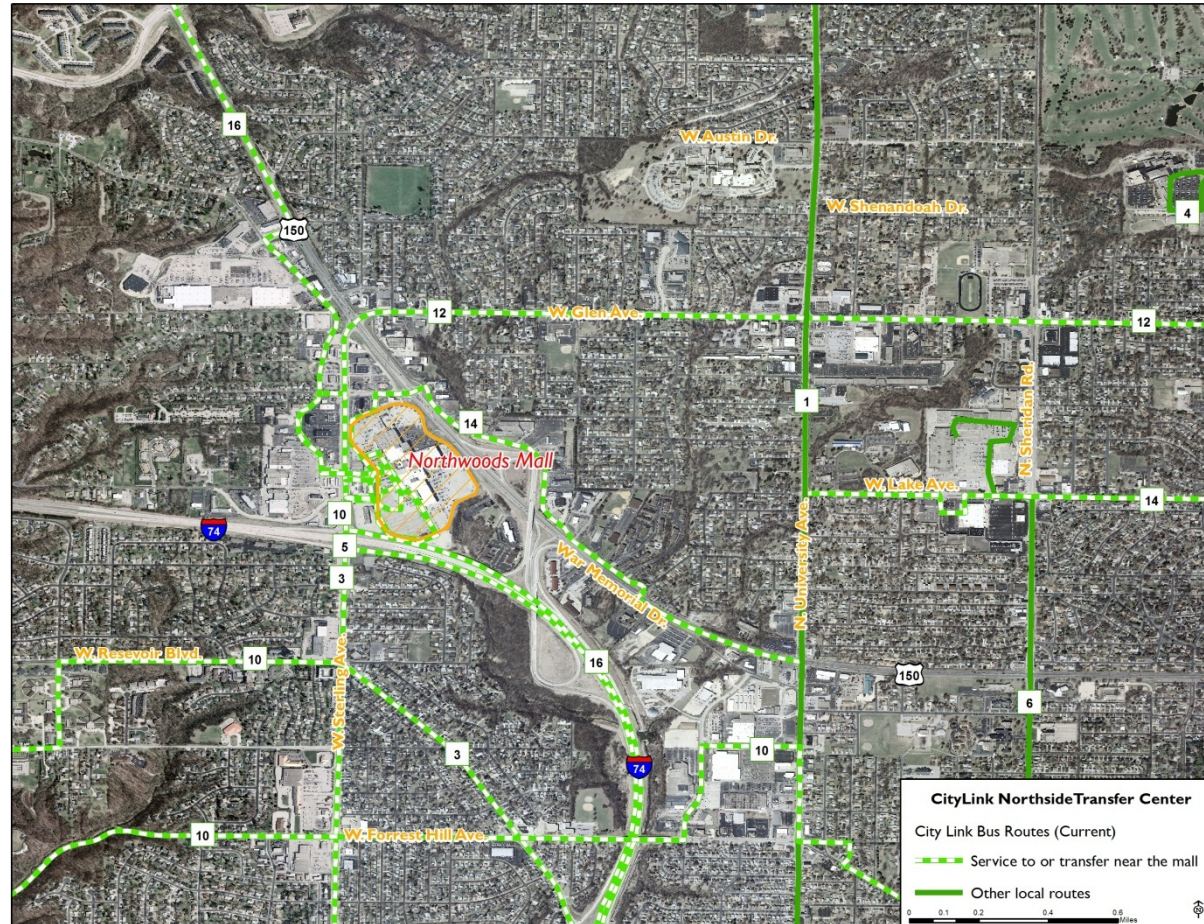 16
W. Austin Dr.
W. Shenandoah Dr.
4
150
12
W. Glen Ave.
12
N. Sheridan Rd.
1
14
Northwoods Mall
W. Lake Ave.
14
10
74
5
3
N. University Ave.
War Memorial Dr.
W. Resevoir Blvd.
10
W. Sterling Ave.
16
150
6
3
10
74
10
W. Forrest Hill Ave.
CityLink Northside Transfer Center
City Link Bus Routes (Current)
Service to or transfer near the mall
Other local routes
0 0.1 0.2 0.4 0.6
Miles